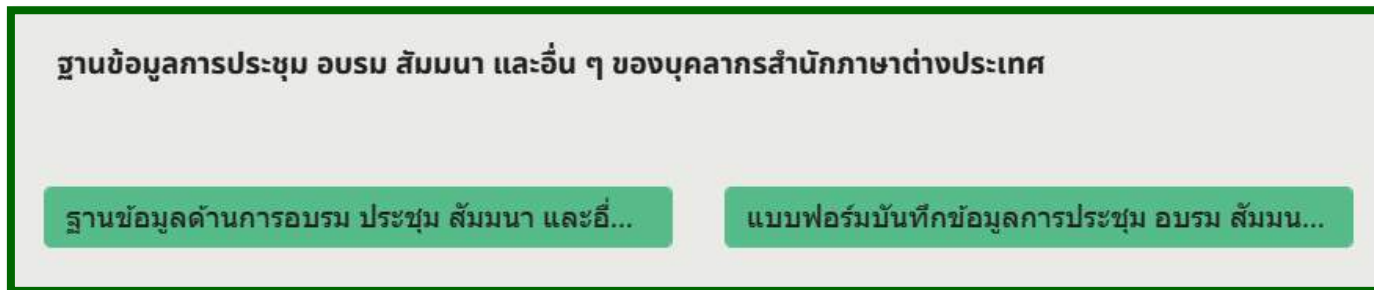 ฐานข้อมูลการประชุม อบรม สัมมนา และอื่น ๆ ของบุคลากรสำนักภาษาต่างประเทศ
ฐานข้อมูลด้านการอบรม ประชุม สัมมนา และอื่...
แบบฟอร์มบันทึกข้อมูลการประชุม อบรม สัมมน...